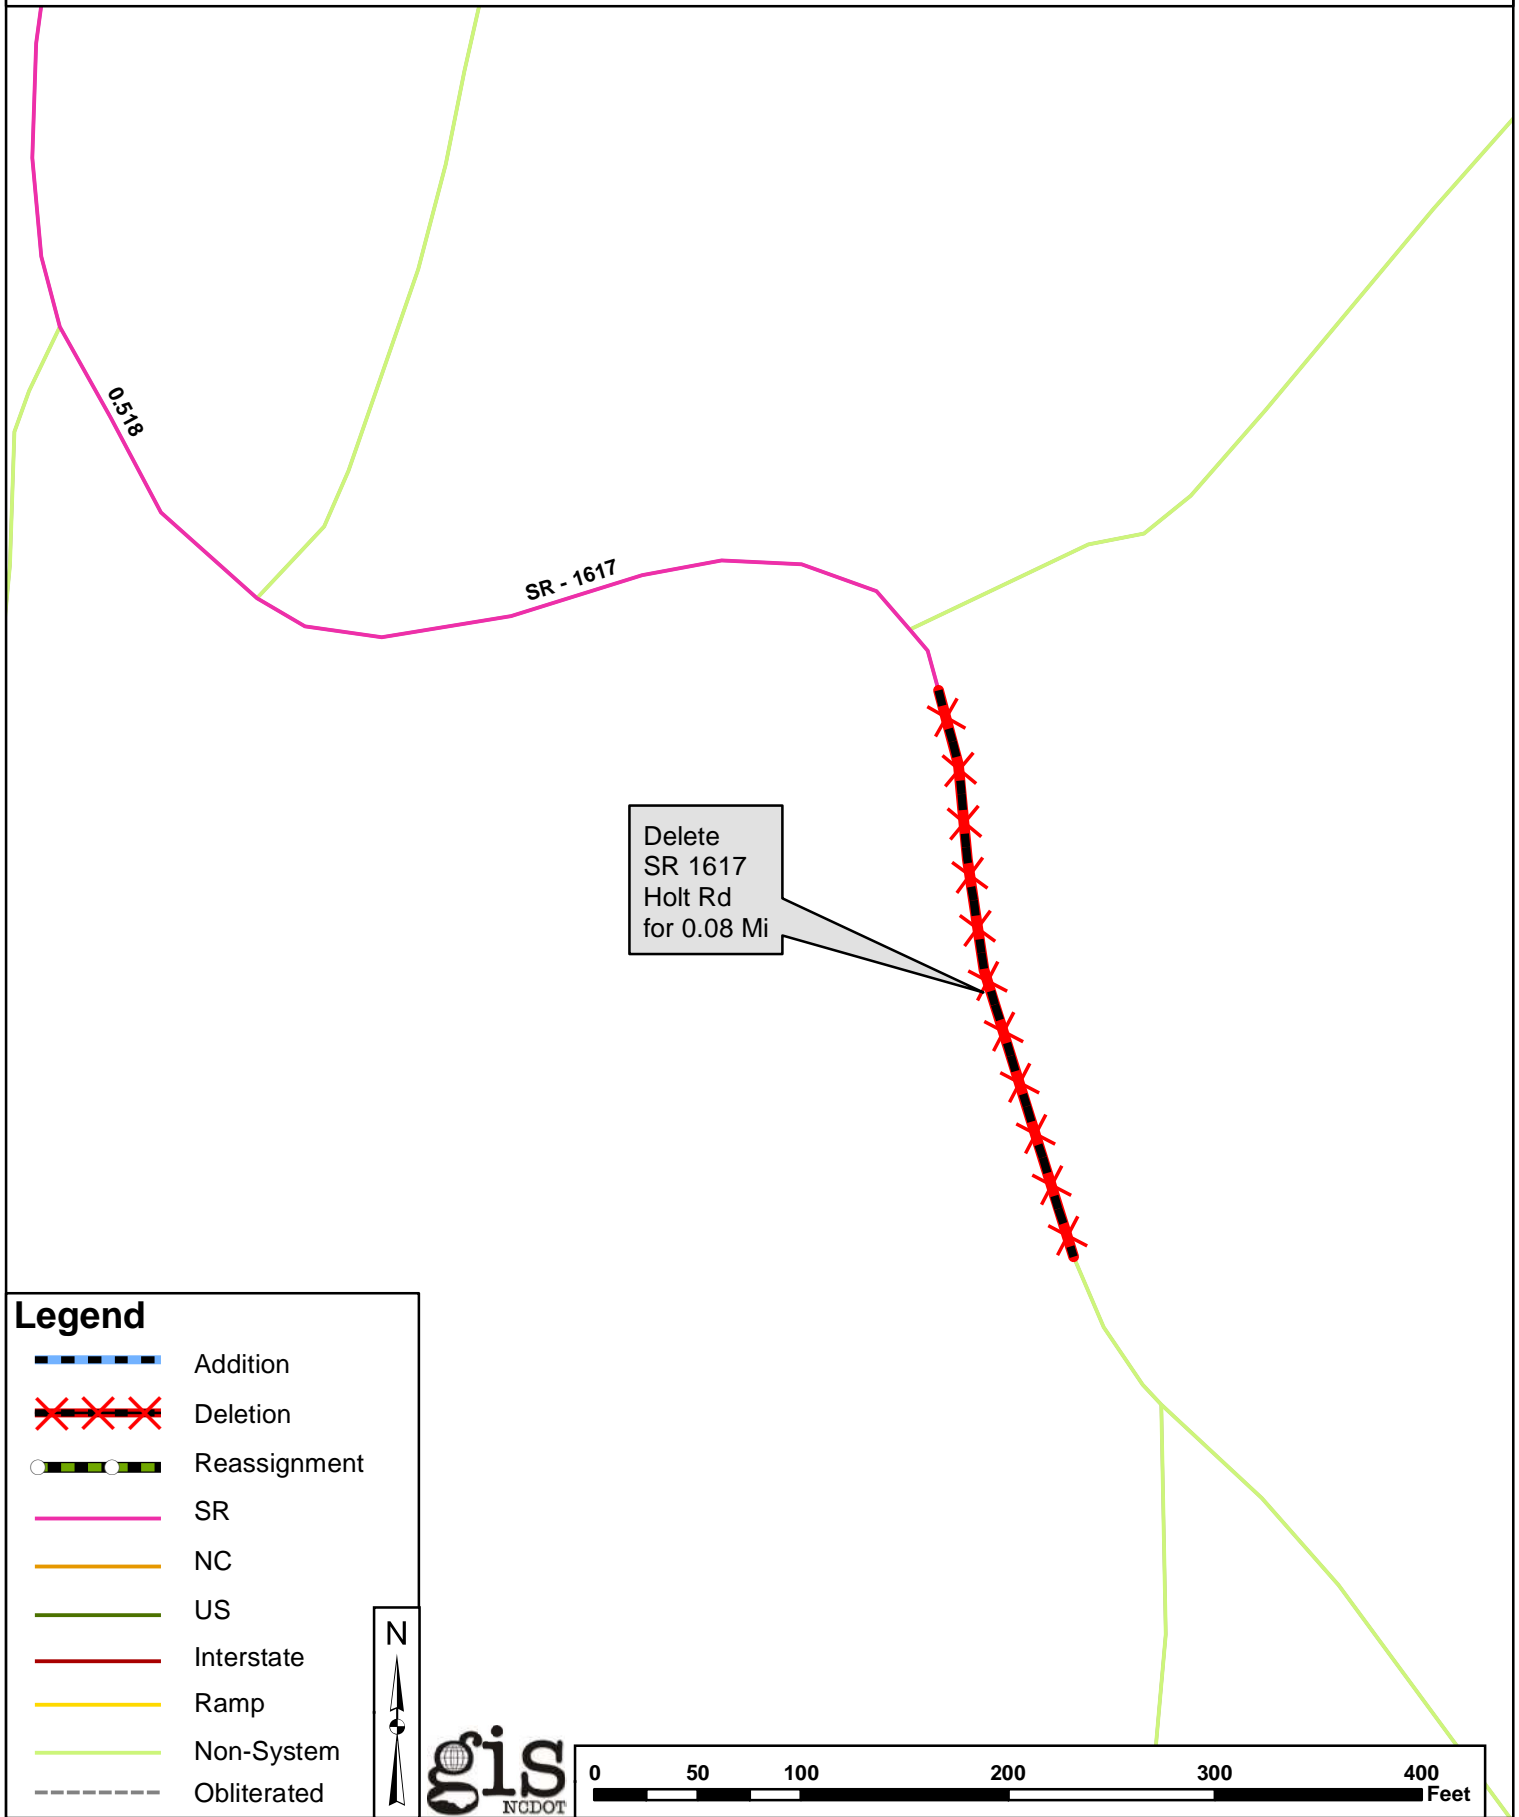 0.518
SR - 1617
Delete
SR 1617
Holt Rd
for 0.08 Mi
Legend
Addition
Deletion
Reassignment
SR
NC
US
Interstate
Ramp
Non-System
Obliterated
N
gis
NCDOT
0 50 100 200 300 400
Feet